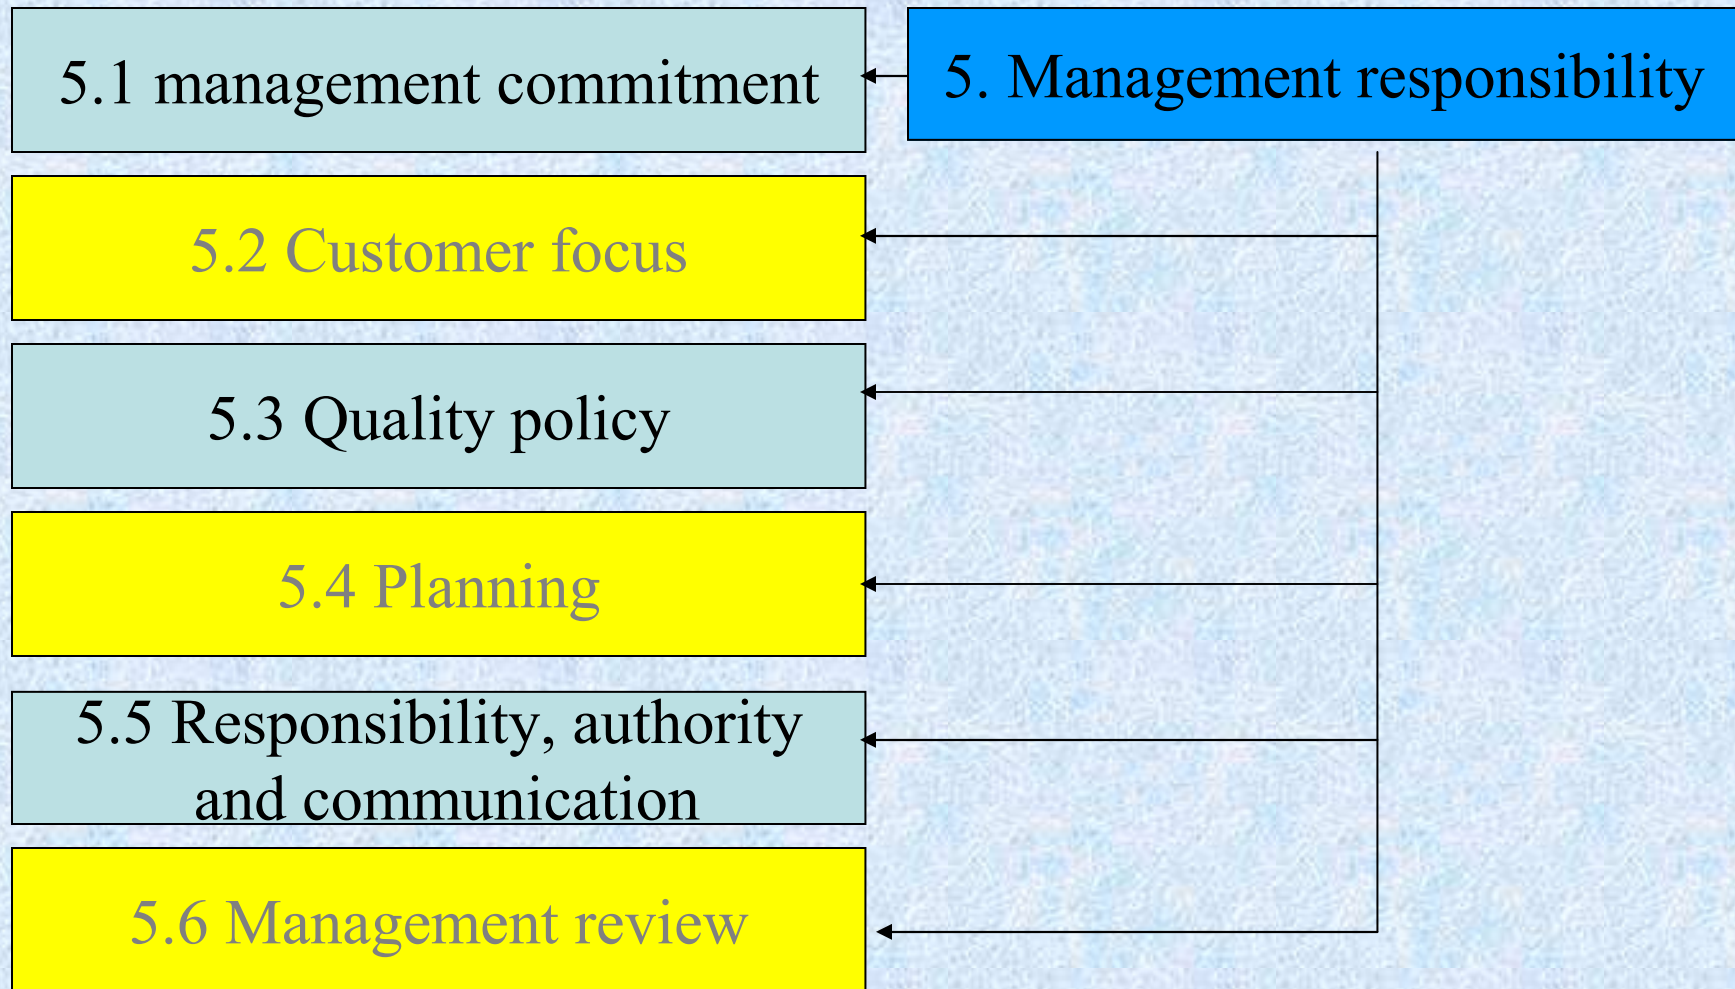 5.1 management commitment
5. Management responsibility
5.2 Customer focus
5.3 Quality policy
5.4 Planning
5.5 Responsibility, authority
and communication
5.6 Management review